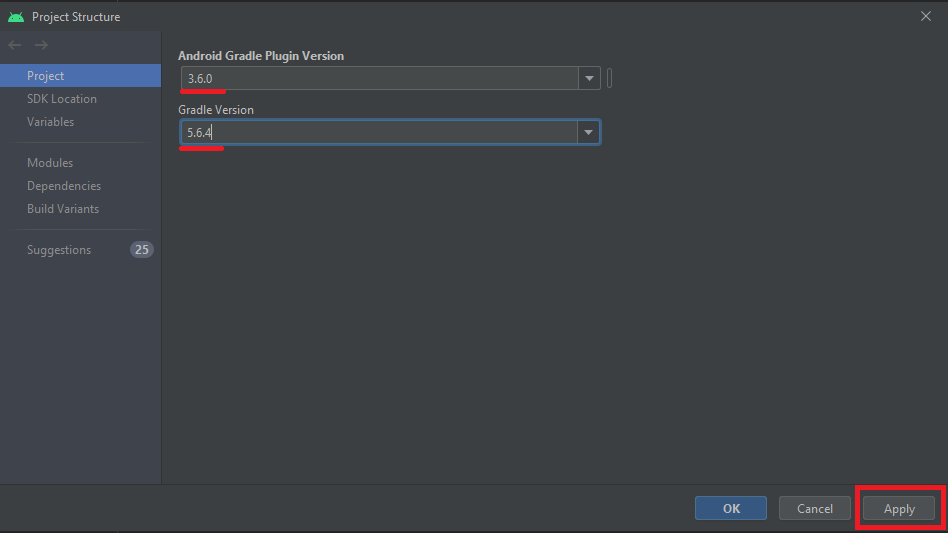 Project Structure
Project
SDK Location
Variables
Modules
Dependencies
Build Variants
Suggestions 25
Android Gradle Plugin Version
3.6.0
Gradle Version
5.6.4
OK
Cancel
Apply